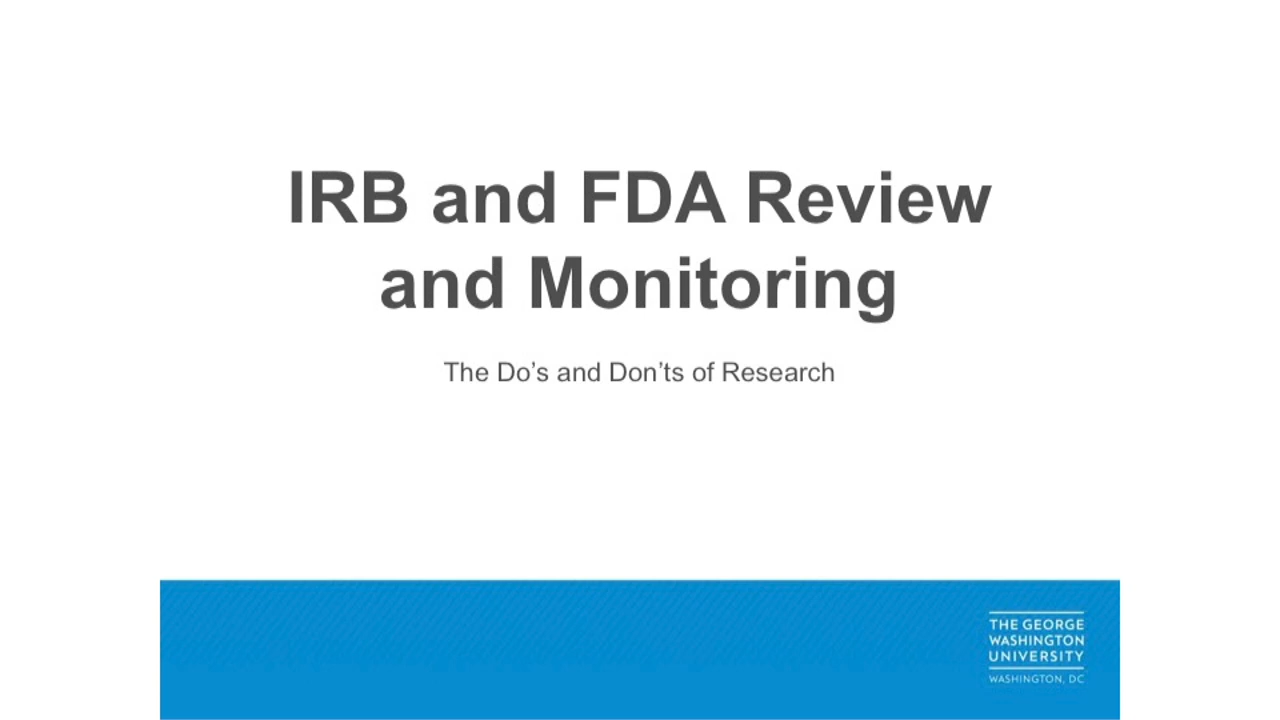 IRB and FDA Review
and Monitoring
The Do’s and Don’ts of Research
THE GEORGE
WASHINGTON
UNIVERSITY
WASHINGTON, DC